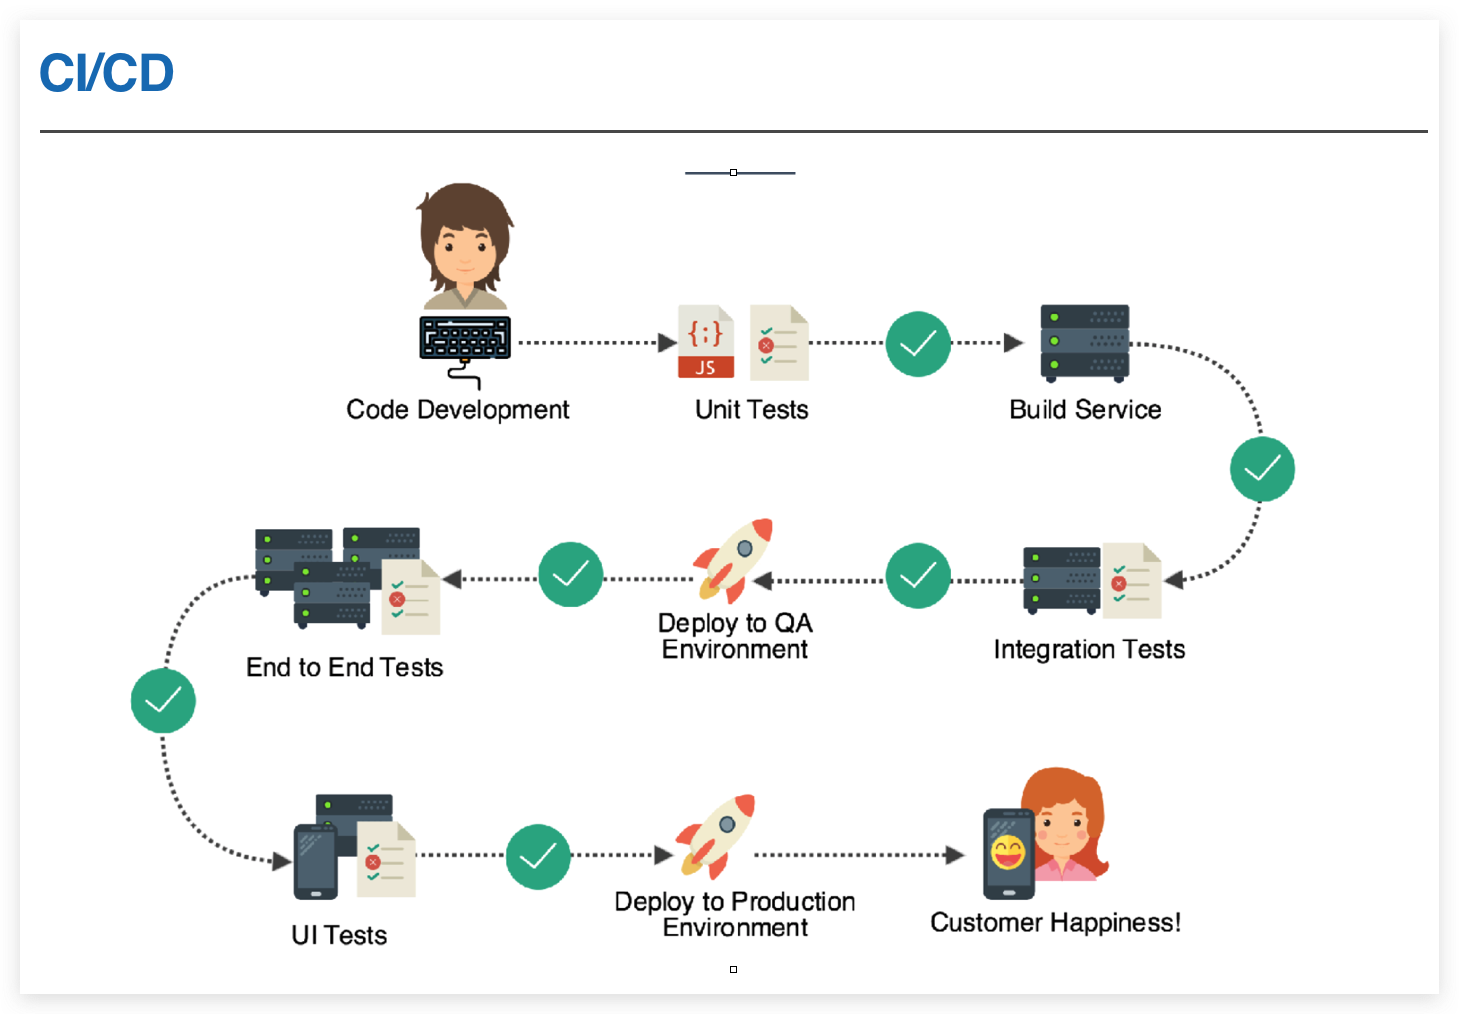 CI/CD
{;}
JS
Code Development
Unit Tests
Build Service
End to End Tests
Deploy to QA
Environment
Integration Tests
UI Tests
Deploy to Production
Environment
Customer Happiness!